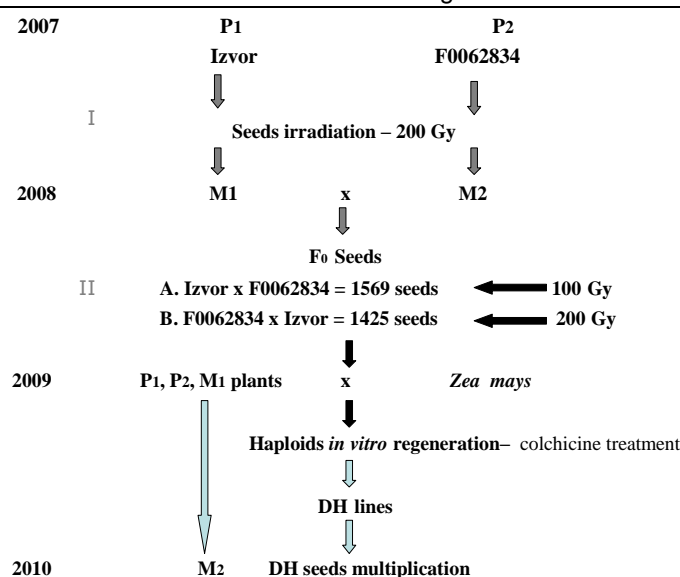 2007 P1 P2
Izvor F0062834
I
Seeds irradiation – 200 Gy
2008 M1 x M2
F0 Seeds
II A. Izvor x F0062834 = 1569 seeds 100 Gy
B. F0062834 x Izvor = 1425 seeds 200 Gy
2009 P1, P2, M1 plants x Zea mays
Haploids in vitro regeneration– colchicine treatment
DH lines
2010 M2 DH seeds multiplication